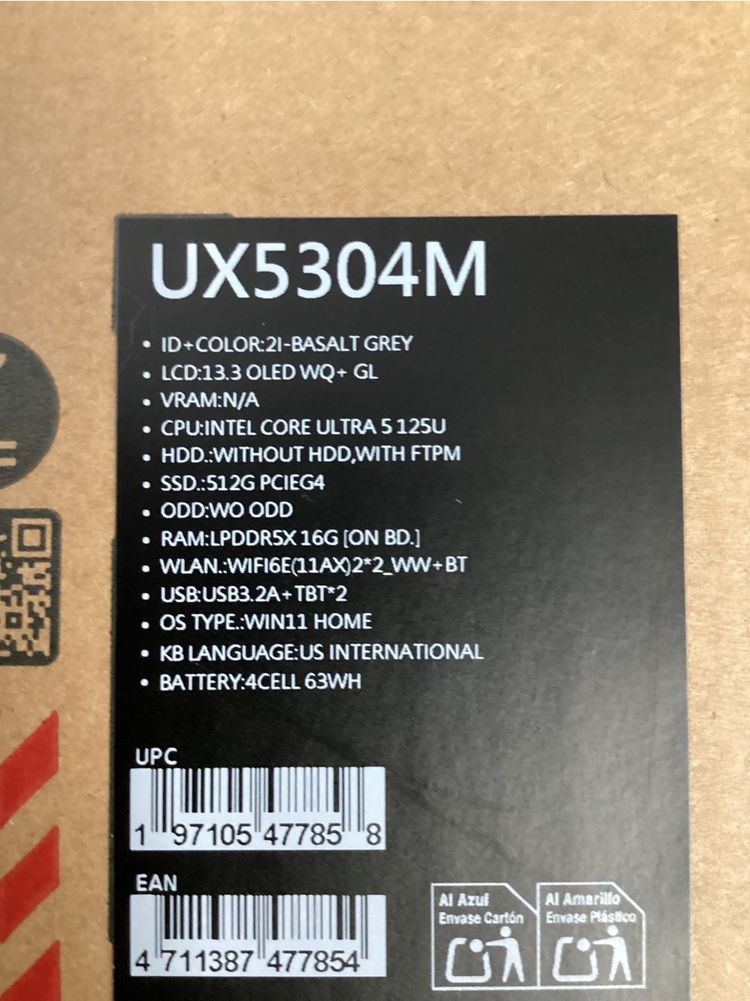 UX5304M
• ID+COLOR:2I-BASALT GREY
• LCD:13.3 OLED WQ+ GL
• VRAM:N/A
• CPU:INTEL CORE ULTRA 5 125U
• HDD.:WITHOUT HDD,WITH FTPM
• SSD.:512G PCIEG4
• ODD:WO ODD
• RAM:LPDDR5X 16G [ON BD.]
• WLAN.:WIFI6E(11AX)2*2_WW+BT
• USB:USB3.2A+TBT*2
• OS TYPE.:WIN11 HOME
• KB LANGUAGE:US INTERNATIONAL
• BATTERY:4CELL 63WH
UPC
1 97105 47785 8
EAN
4 711387 477854
Al Azul
Envase Cartón
Al Amarillo
Envase Plástico